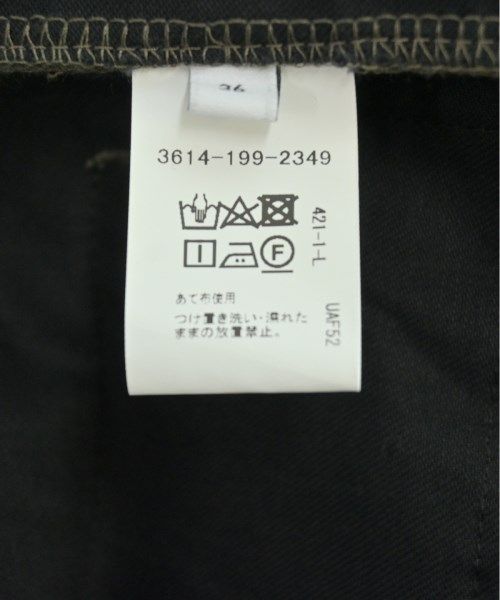 36
3614-199-2349
F
421-1-L
あて布使用
つけ置き洗い・濡れた
ままの放置禁止。
UAF52